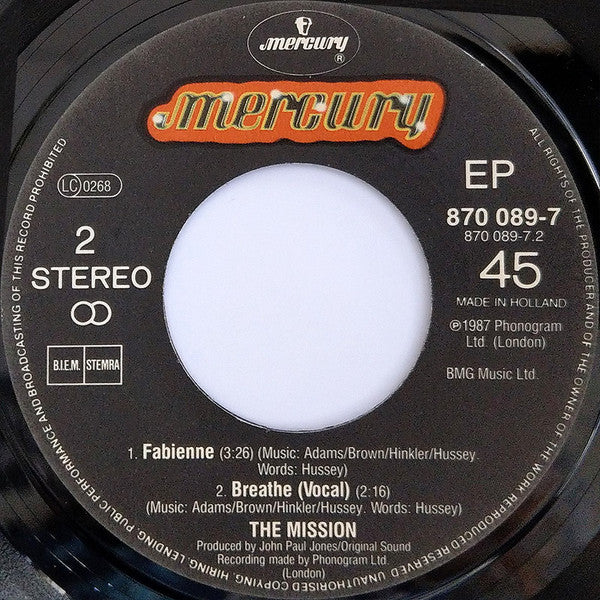 mercury
®
mercury
LC 0268
EP
870 089-7
870 089-7.2
2
STEREO
45
MADE IN HOLLAND
℗1987 Phonogram
Ltd. (London)
BMG Music Ltd.
B.I.E.M. STEMRA
1. Fabienne (3:26) (Music: Adams/Brown/Hinkler/Hussey.
Words: Hussey)
2. Breathe (Vocal) (2:16)
(Music: Adams/Brown/Hinkler/Hussey. Words: Hussey)
THE MISSION
Produced by John Paul Jones/Original Sound
Recording made by Phonogram Ltd.
(London)
ALL RIGHTS OF THE PRODUCER AND OF THE OWNER OF THE WORK REPRODUCED RESERVED. UNAUTHORISED COPYING, HIRING, LENDING, PUBLIC PERFORMANCE AND BROADCASTING OF THIS RECORD PROHIBITED